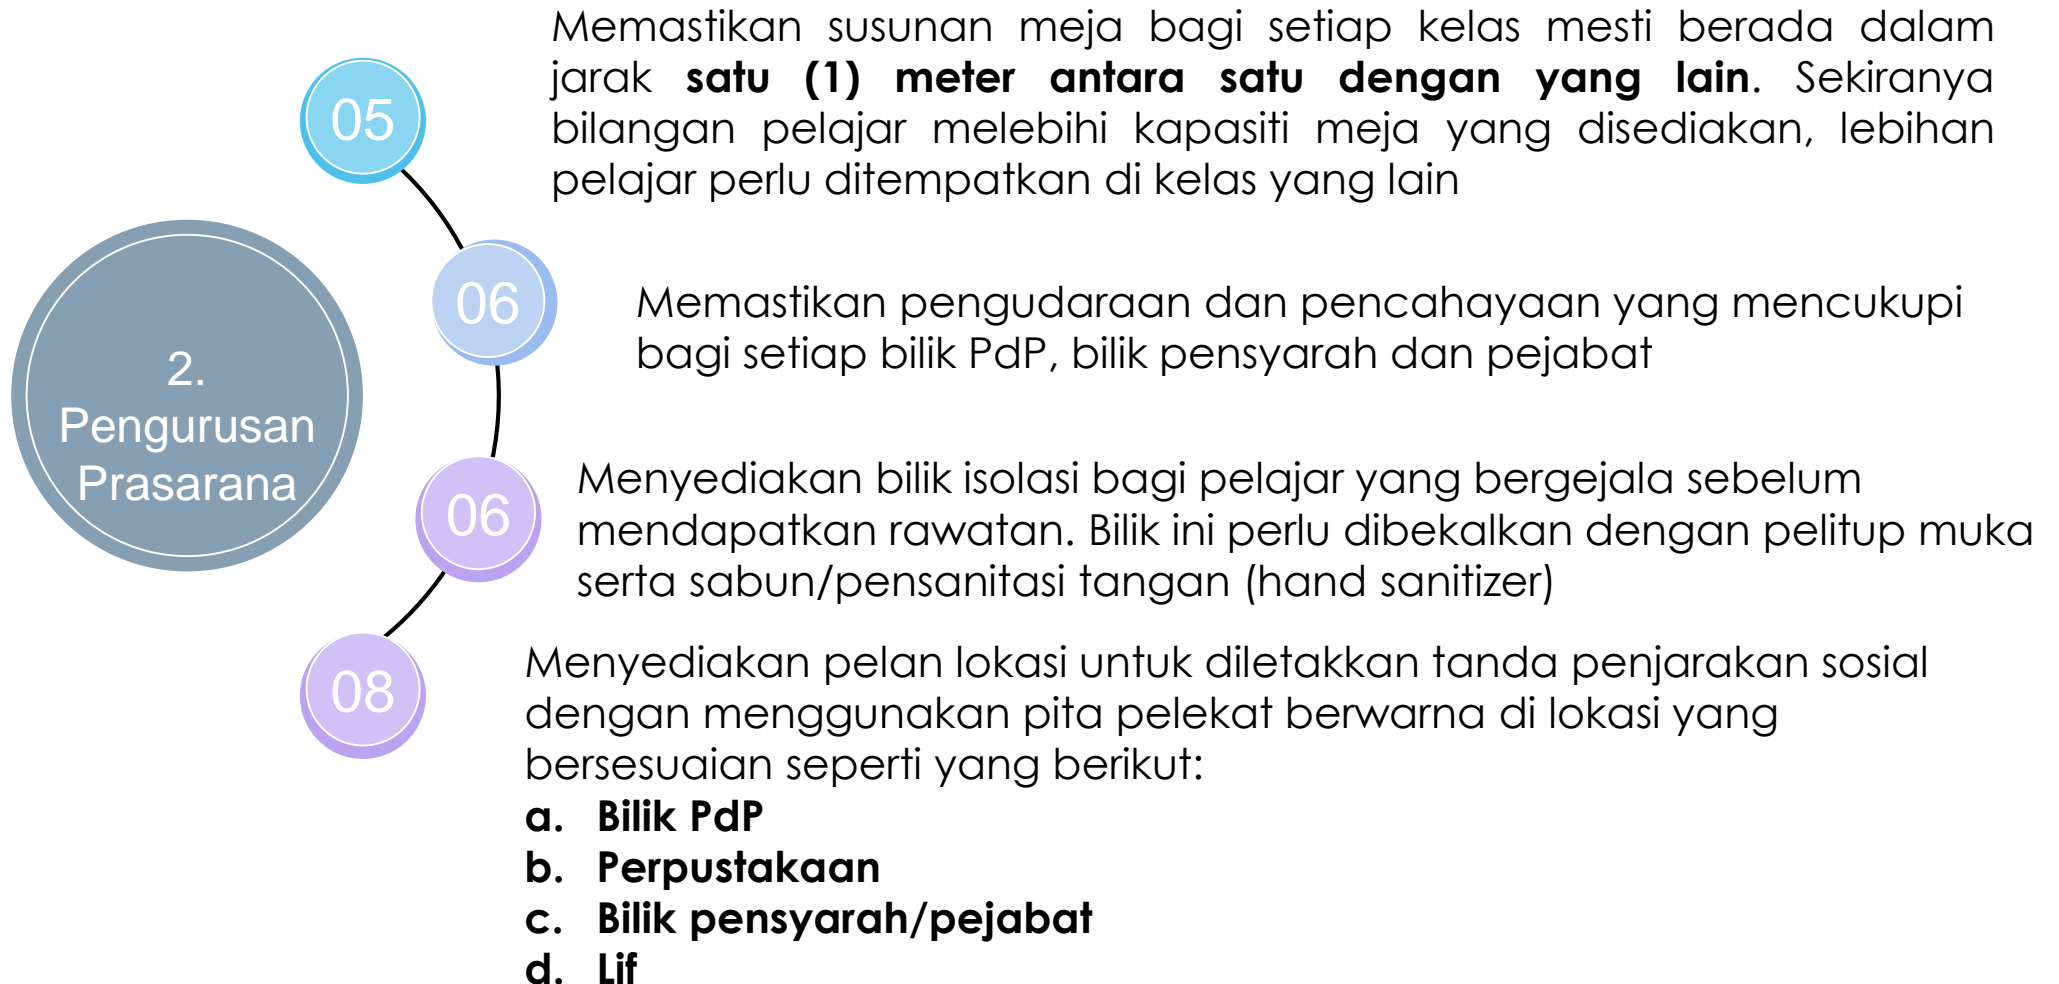 05
Memastikan susunan meja bagi setiap kelas mesti berada dalam
jarak satu (1) meter antara satu dengan yang lain. Sekiranya
bilangan pelajar melebihi kapasiti meja yang disediakan, lebihan
pelajar perlu ditempatkan di kelas yang lain
2.
Pengurusan
Prasarana
06
Memastikan pengudaraan dan pencahayaan yang mencukupi
bagi setiap bilik PdP, bilik pensyarah dan pejabat
06
Menyediakan bilik isolasi bagi pelajar yang bergejala sebelum
mendapatkan rawatan. Bilik ini perlu dibekalkan dengan pelitup muka
serta sabun/pensanitasi tangan (hand sanitizer)
08
Menyediakan pelan lokasi untuk diletakkan tanda penjarakan sosial
dengan menggunakan pita pelekat berwarna di lokasi yang
bersesuaian seperti yang berikut:
a. Bilik PdP
b. Perpustakaan
c. Bilik pensyarah/pejabat
d. Lif